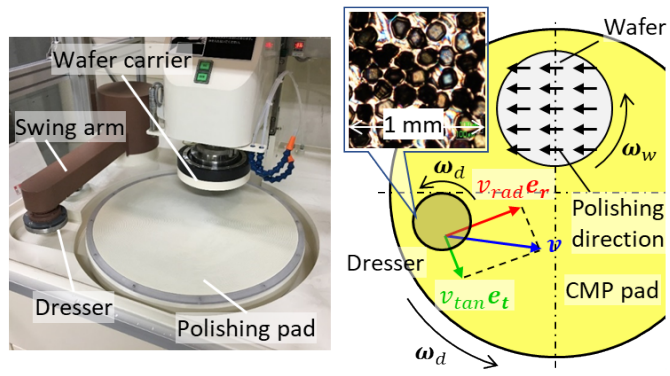 Wafer carrier
Swing arm
Dresser
Polishing pad
1 mm
Wafer
ω_w
ω_d
v_rad e_r
Polishing
direction
v
Dresser
v_tan e_t
CMP pad
ω_d